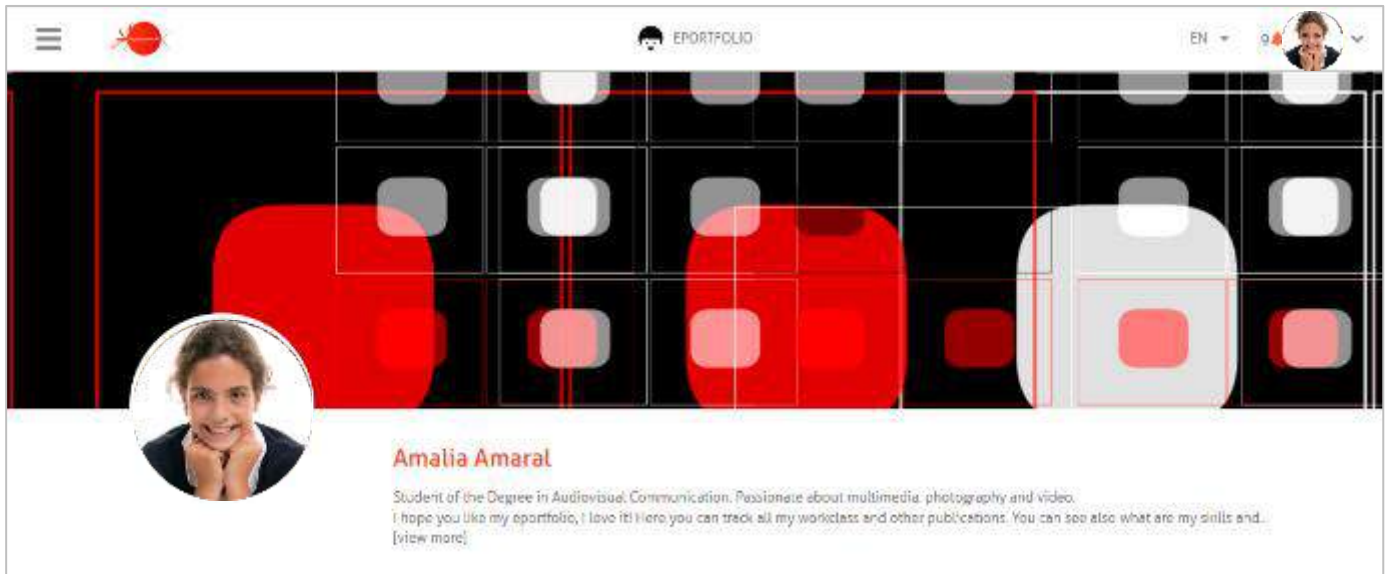 EPORTFOLIO
EN
9
Amalia Amaral
Student of the Degree in Audiovisual Communication. Passionate about multimedia, photography and video.
I hope you like my eportfolio, I love it! Here you can track all my workclass and other publications. You can see also what are my skills and...
[view more]